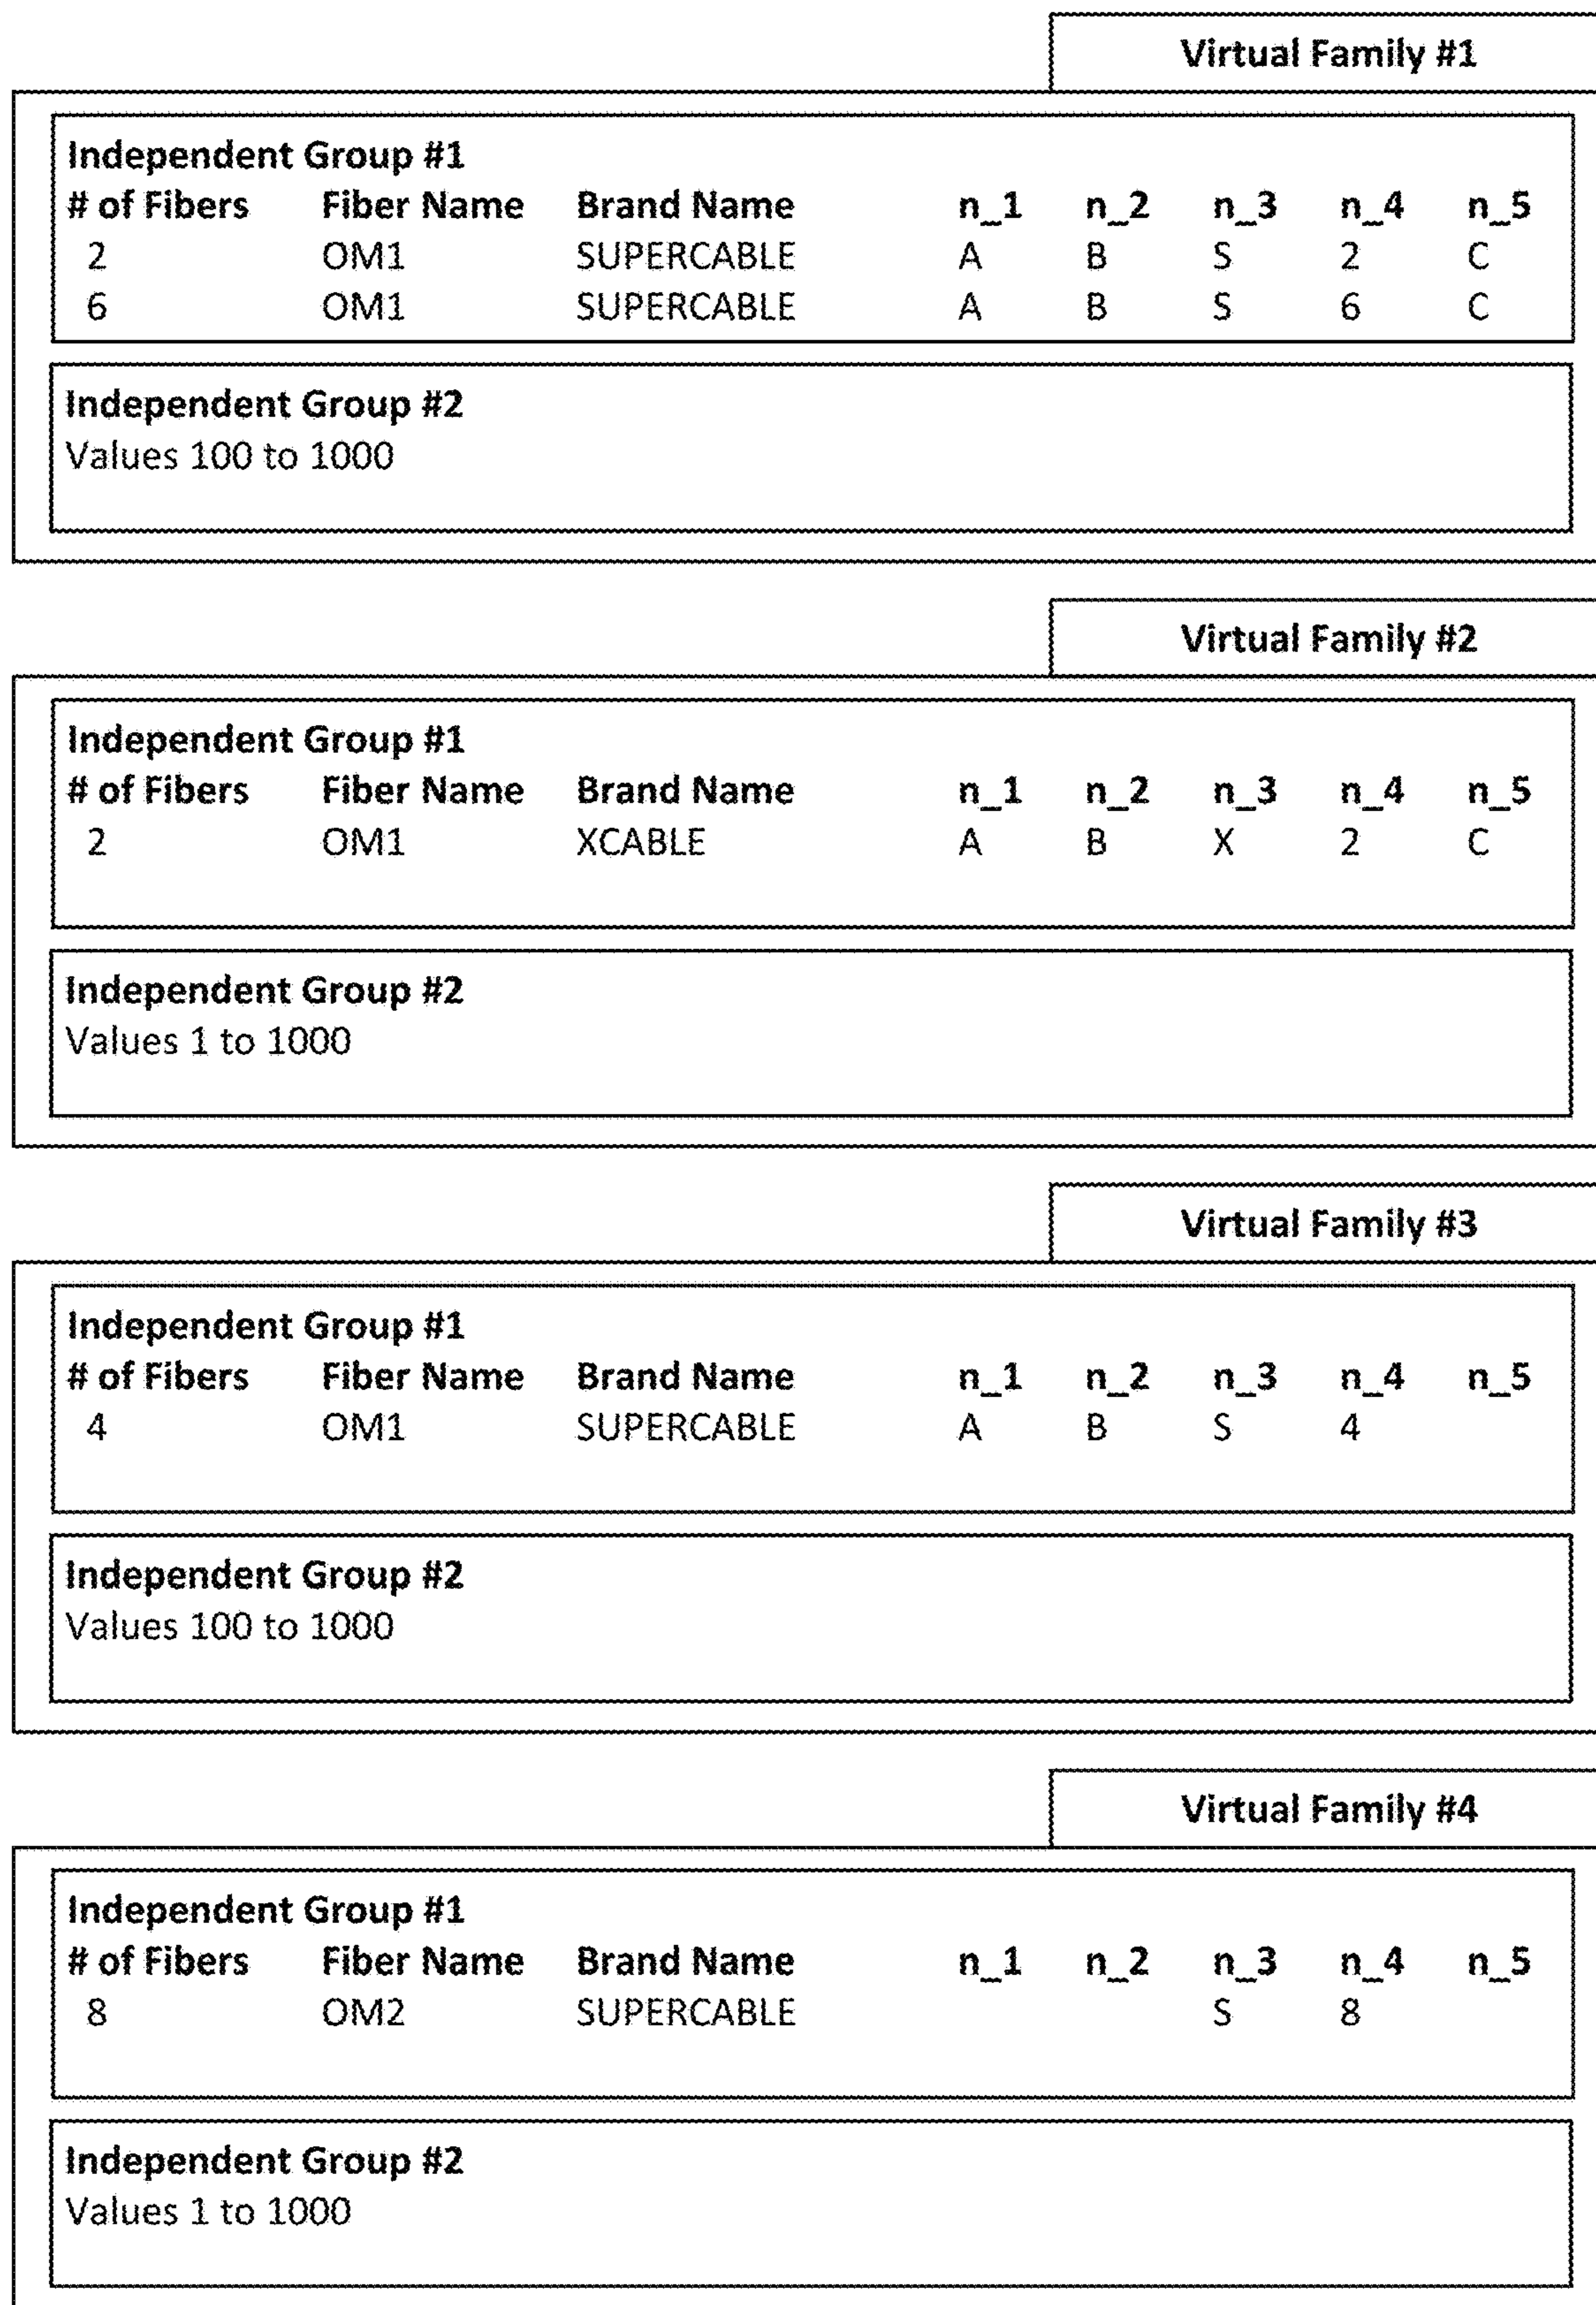 Virtual Family #1
Independent Group #1
# of Fibers Fiber Name Brand Name n_1 n_2 n_3 n_4 n_5
2 OM1 SUPERCABLE A B S 2 C
6 OM1 SUPERCABLE A B S 6 C
Independent Group #2
Values 100 to 1000
Virtual Family #2
Independent Group #1
# of Fibers Fiber Name Brand Name n_1 n_2 n_3 n_4 n_5
2 OM1 XCABLE A B X 2 C
Independent Group #2
Values 1 to 1000
Virtual Family #3
Independent Group #1
# of Fibers Fiber Name Brand Name n_1 n_2 n_3 n_4 n_5
4 OM1 SUPERCABLE A B S 4
Independent Group #2
Values 100 to 1000
Virtual Family #4
Independent Group #1
# of Fibers Fiber Name Brand Name n_1 n_2 n_3 n_4 n_5
8 OM2 SUPERCABLE S 8
Independent Group #2
Values 1 to 1000